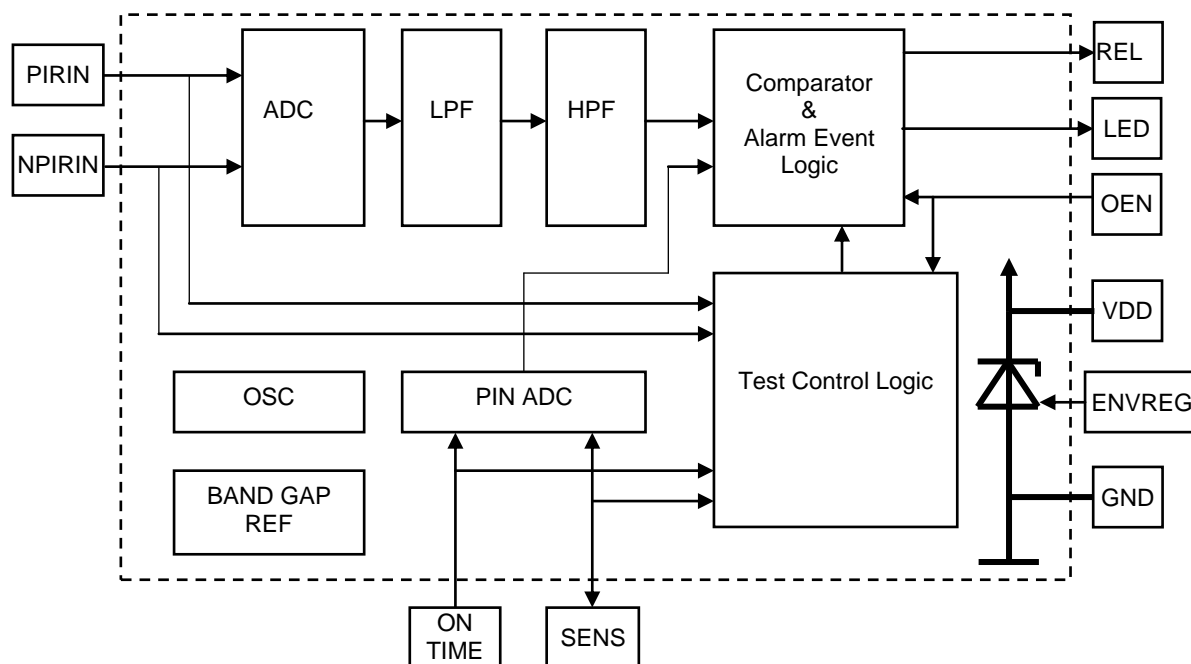 PIRIN
NPIRIN
ADC
LPF
HPF
Comparator
&
Alarm Event
Logic
REL
LED
OEN
VDD
ENVREG
GND
OSC
PIN ADC
Test Control Logic
BAND GAP
REF
ON
TIME
SENS